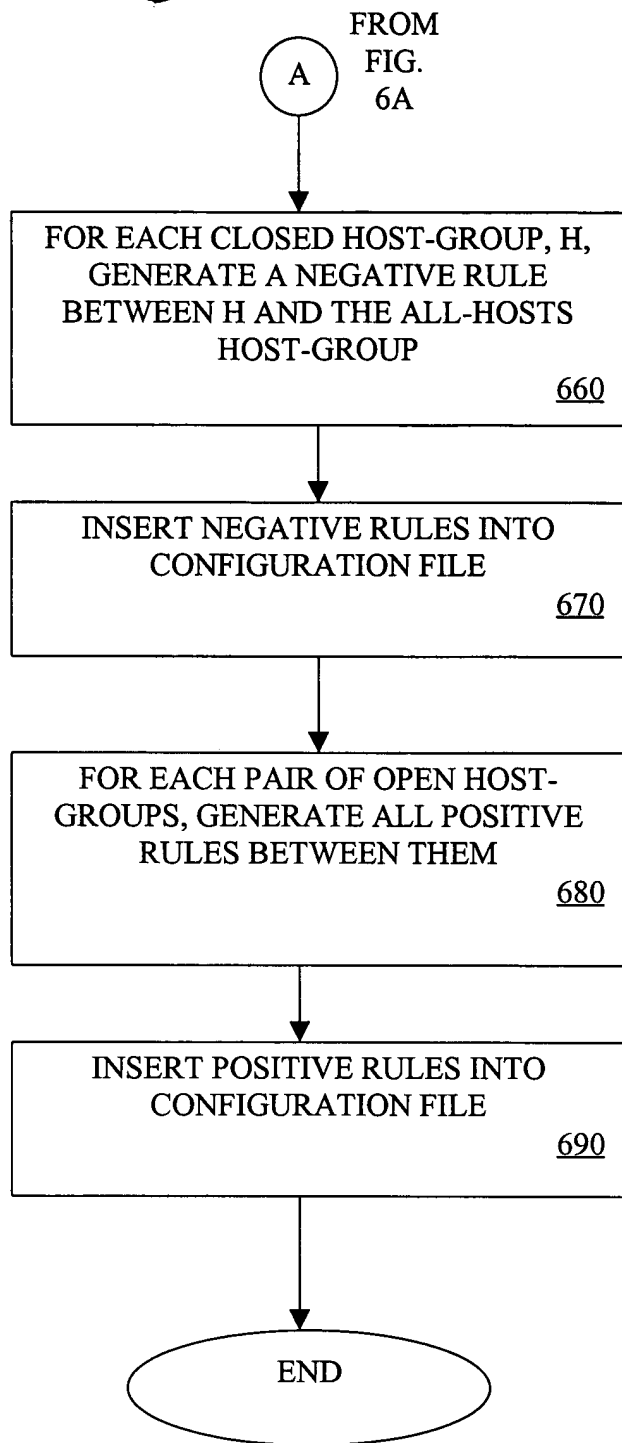 FROM
FIG.
6A
A
FOR EACH CLOSED HOST-GROUP, H,
GENERATE A NEGATIVE RULE
BETWEEN H AND THE ALL-HOSTS
HOST-GROUP
660
INSERT NEGATIVE RULES INTO
CONFIGURATION FILE
670
FOR EACH PAIR OF OPEN HOST-
GROUPS, GENERATE ALL POSITIVE
RULES BETWEEN THEM
680
INSERT POSITIVE RULES INTO
CONFIGURATION FILE
690
END